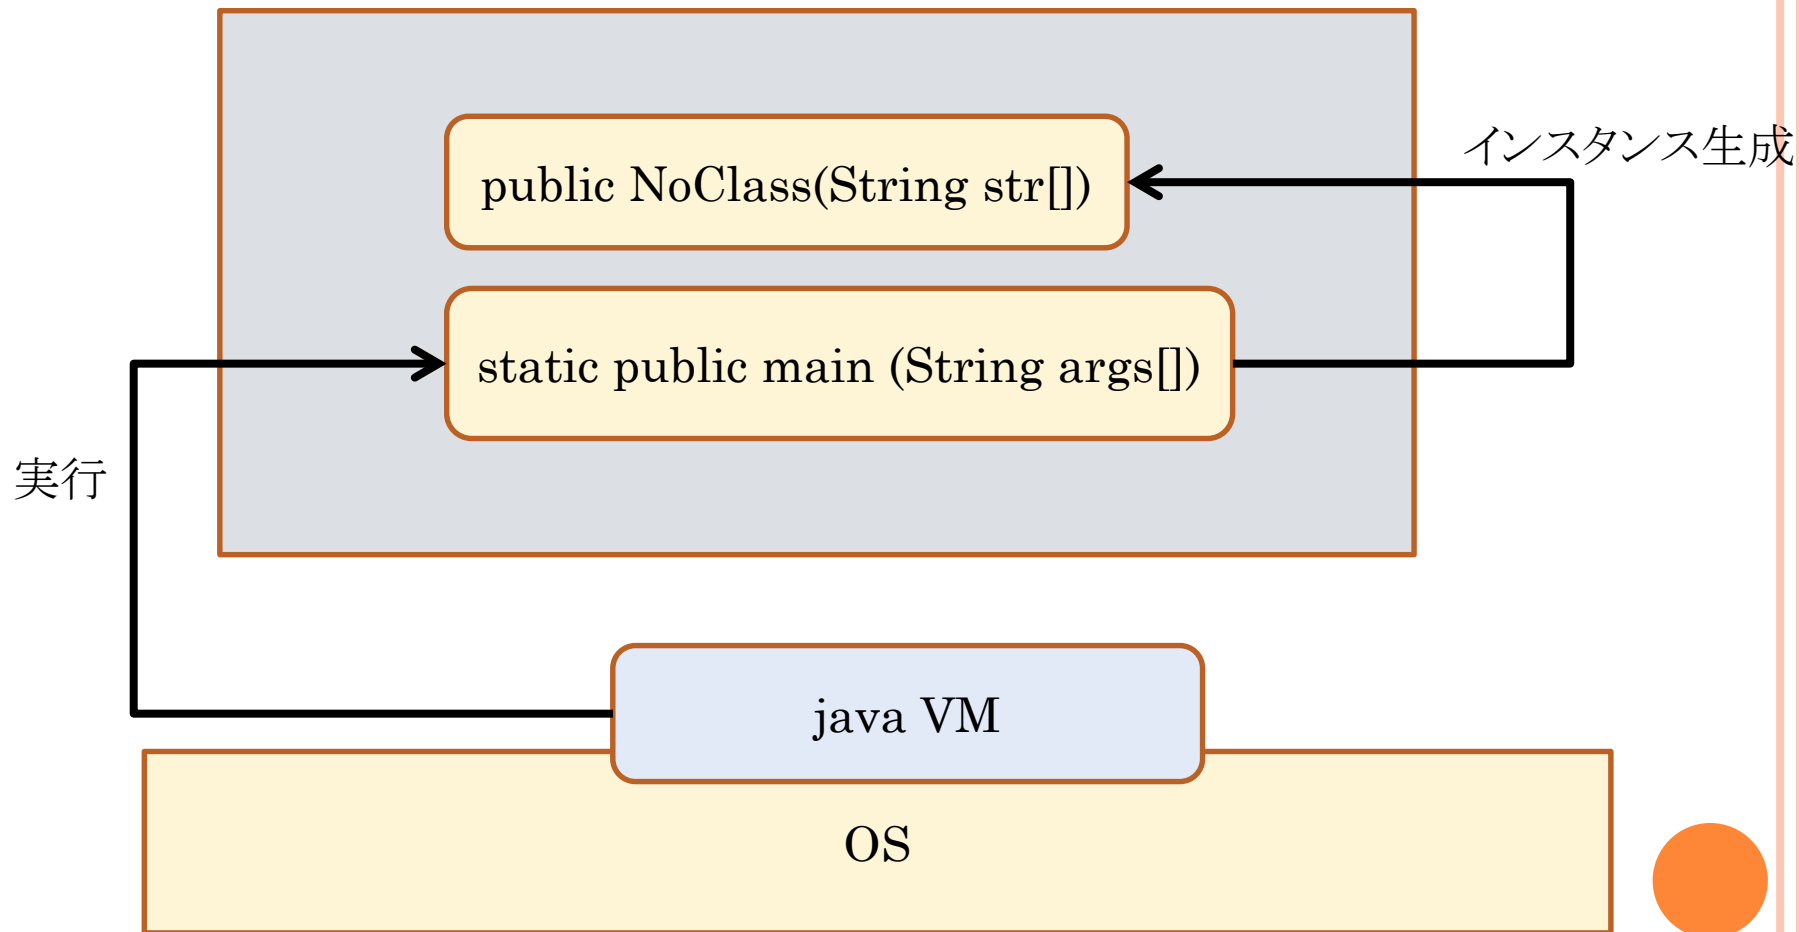 インスタンス生成
public NoClass(String str[])
static public main (String args[])
実行
java VM
OS